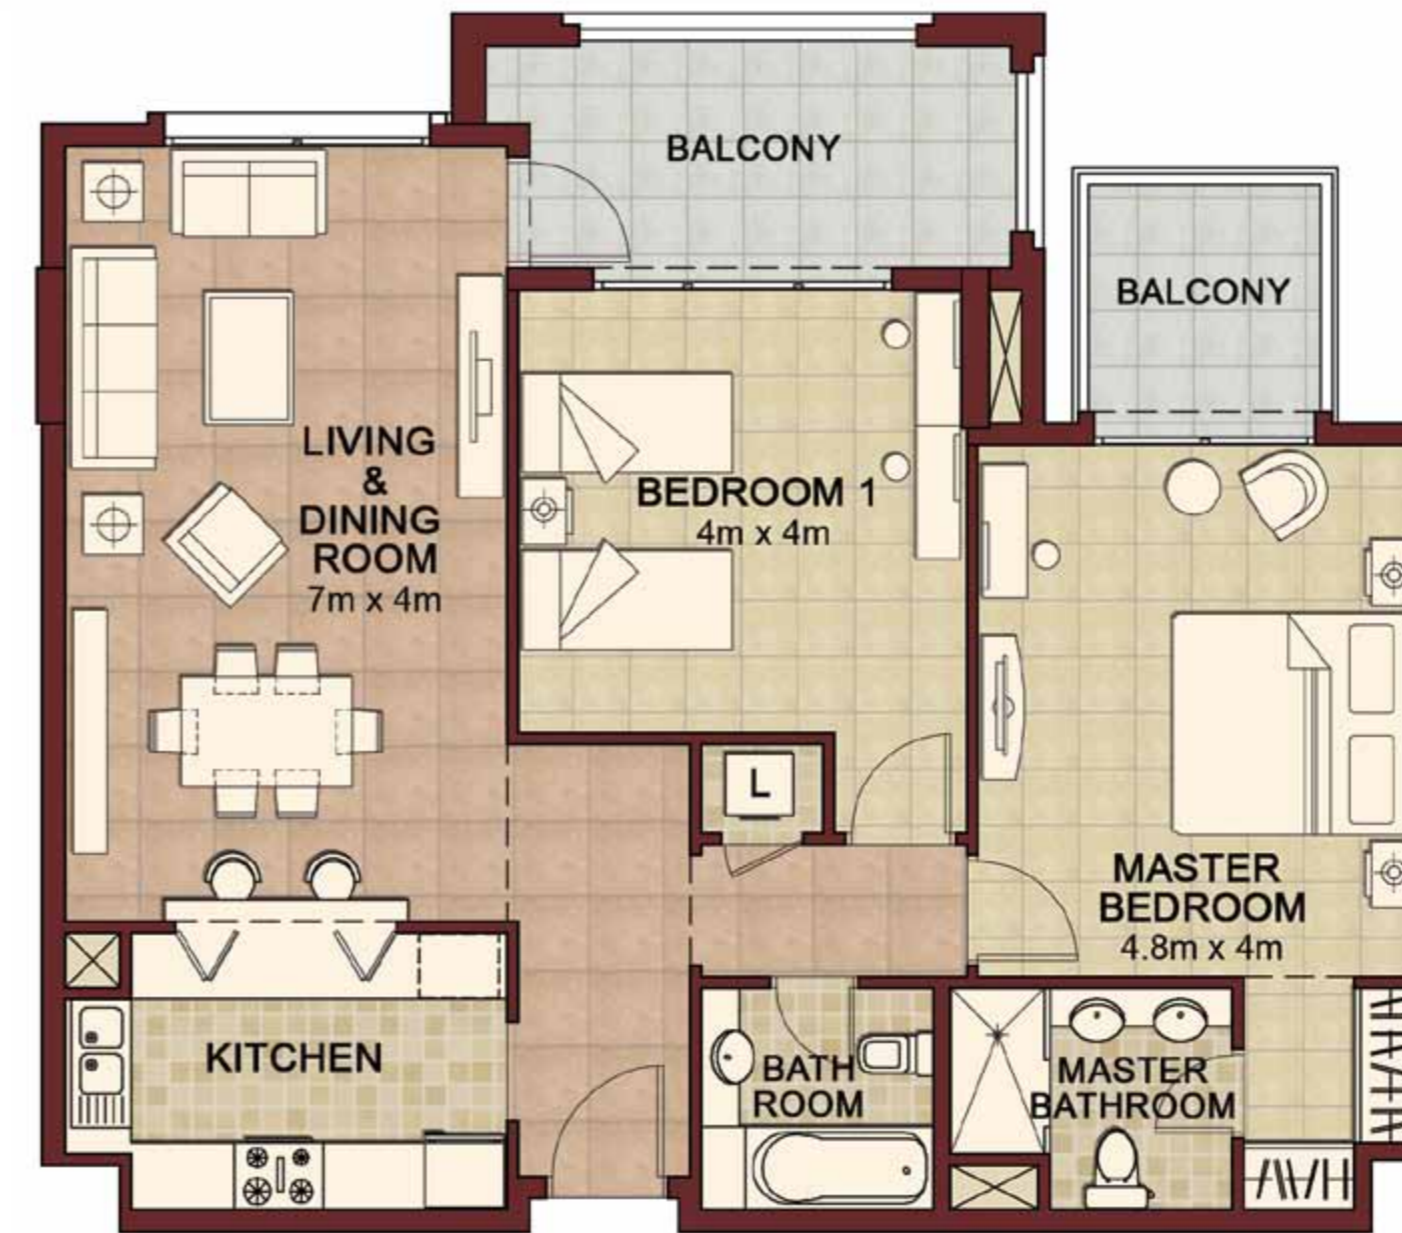 BALCONY
BALCONY
LIVING
&
DINING
ROOM
7m x 4m
BEDROOM 1
4m x 4m
L
MASTER
BEDROOM
4.8m x 4m
KITCHEN
BATH
ROOM
MASTER
BATHROOM